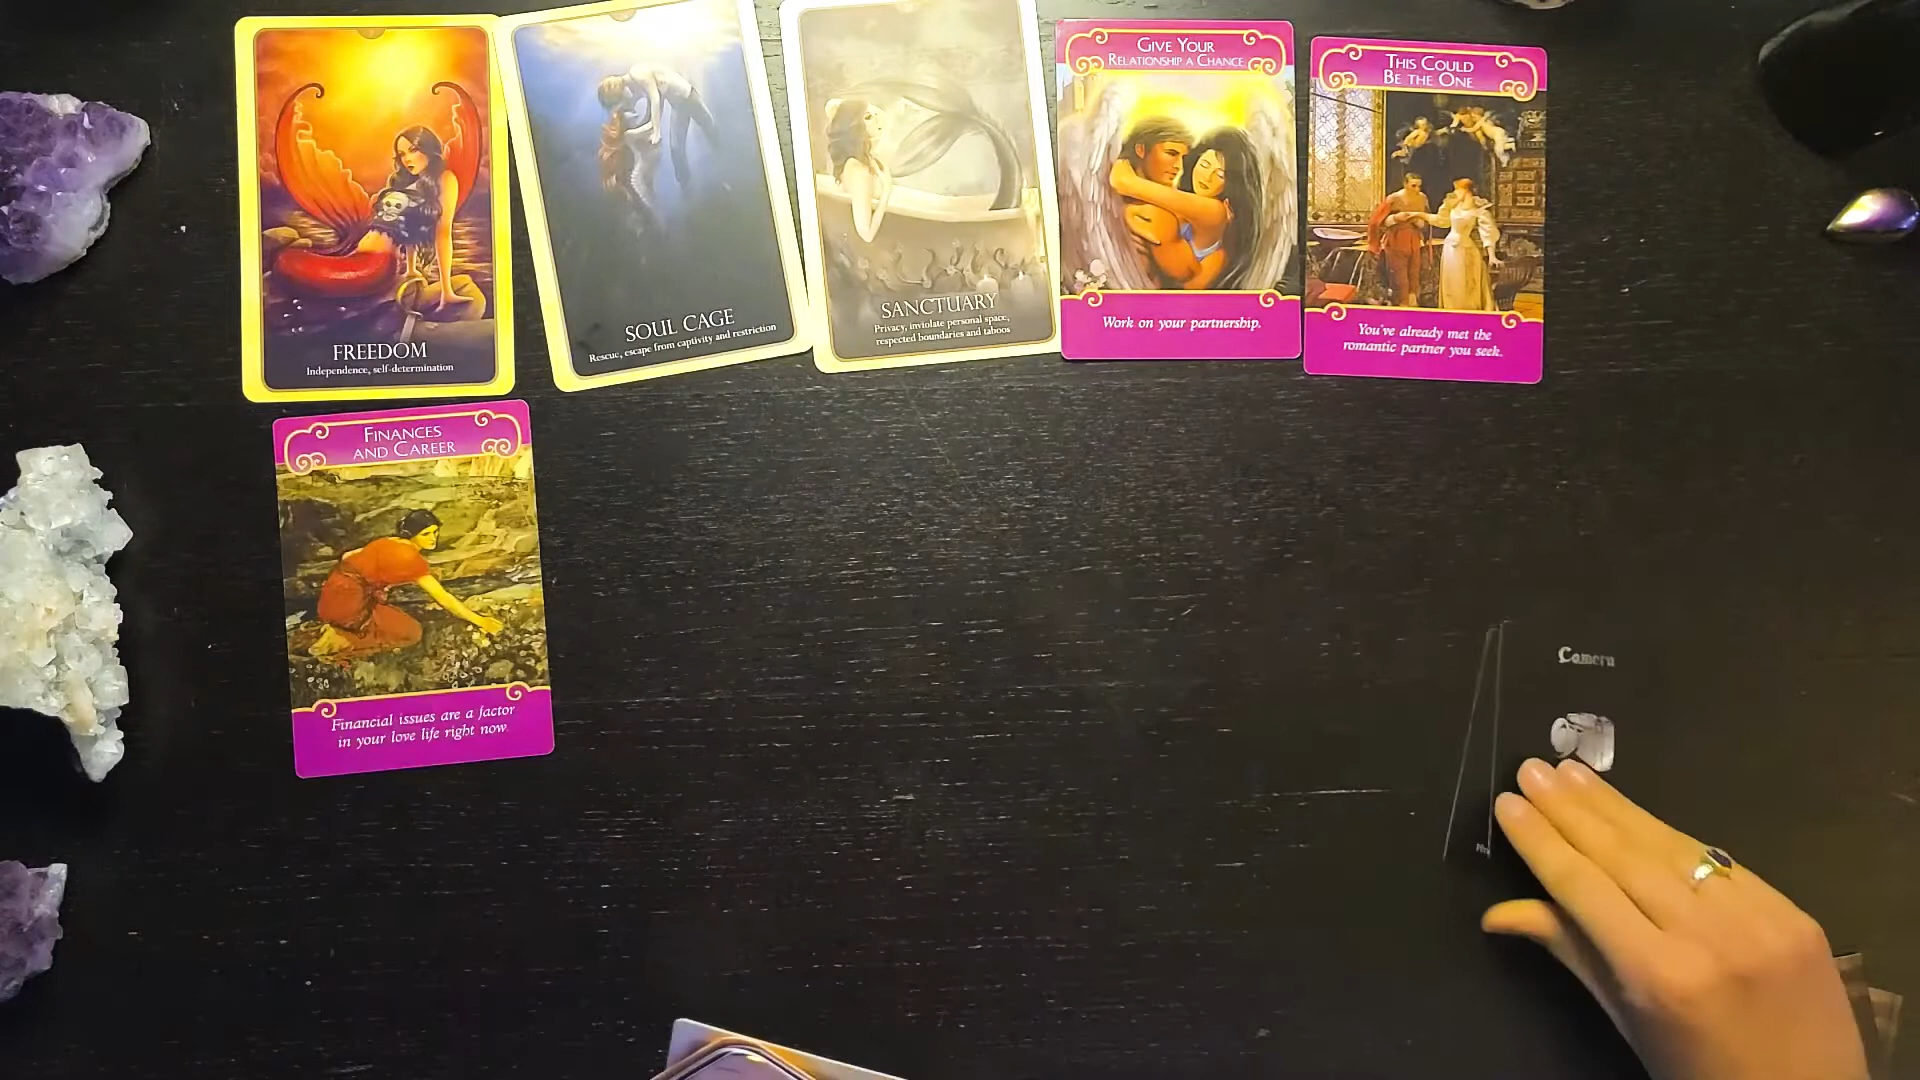 FREEDOM
Independence, self-determination
SOUL CAGE
Rescue, escape from captivity and restriction
SANCTUARY
Privacy, inviolate personal space,
respected boundaries and taboos
GIVE YOUR
RELATIONSHIP A CHANCE
Work on your partnership.
THIS COULD
BE THE ONE
You've already met the
romantic partner you seek.
FINANCES
AND CAREER
Financial issues are a factor
in your love life right now.
Camera